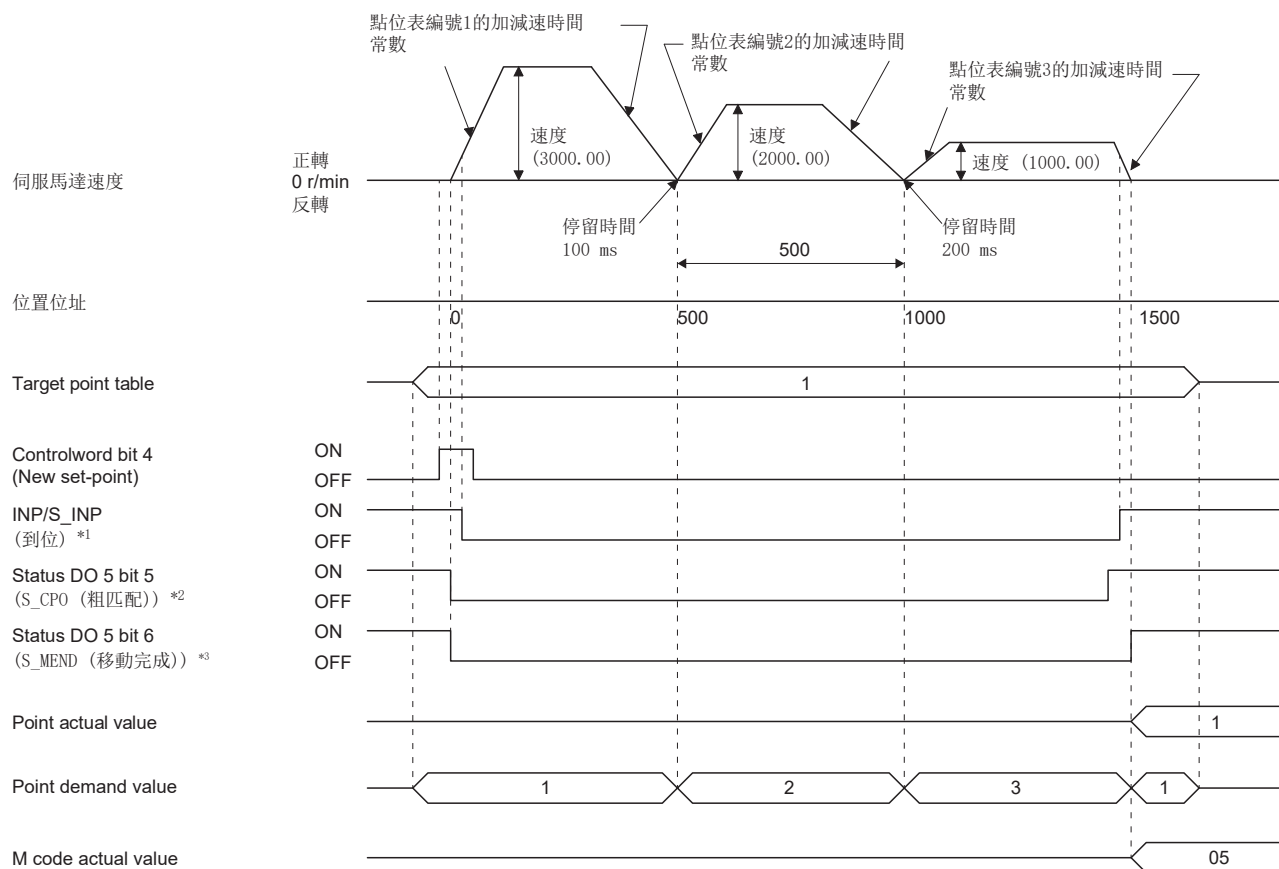 點位表編號1的加減速時間
常數
點位表編號2的加減速時間
常數
點位表編號3的加減速時間
常數
伺服馬達速度
正轉
0 r/min
反轉
速度
(3000.00)
速度
(2000.00)
速度 (1000.00)
停留時間
100 ms
停留時間
200 ms
500
位置位址
0
500
1000
1500
Target point table
1
Controlword bit 4
(New set-point)
ON
OFF
INP/S_INP
(到位) *1
ON
OFF
Status DO 5 bit 5
(S_CPO (粗匹配)) *2
ON
OFF
Status DO 5 bit 6
(S_MEND (移動完成)) *3
ON
OFF
Point actual value
1
Point demand value
1
2
3
1
M code actual value
05